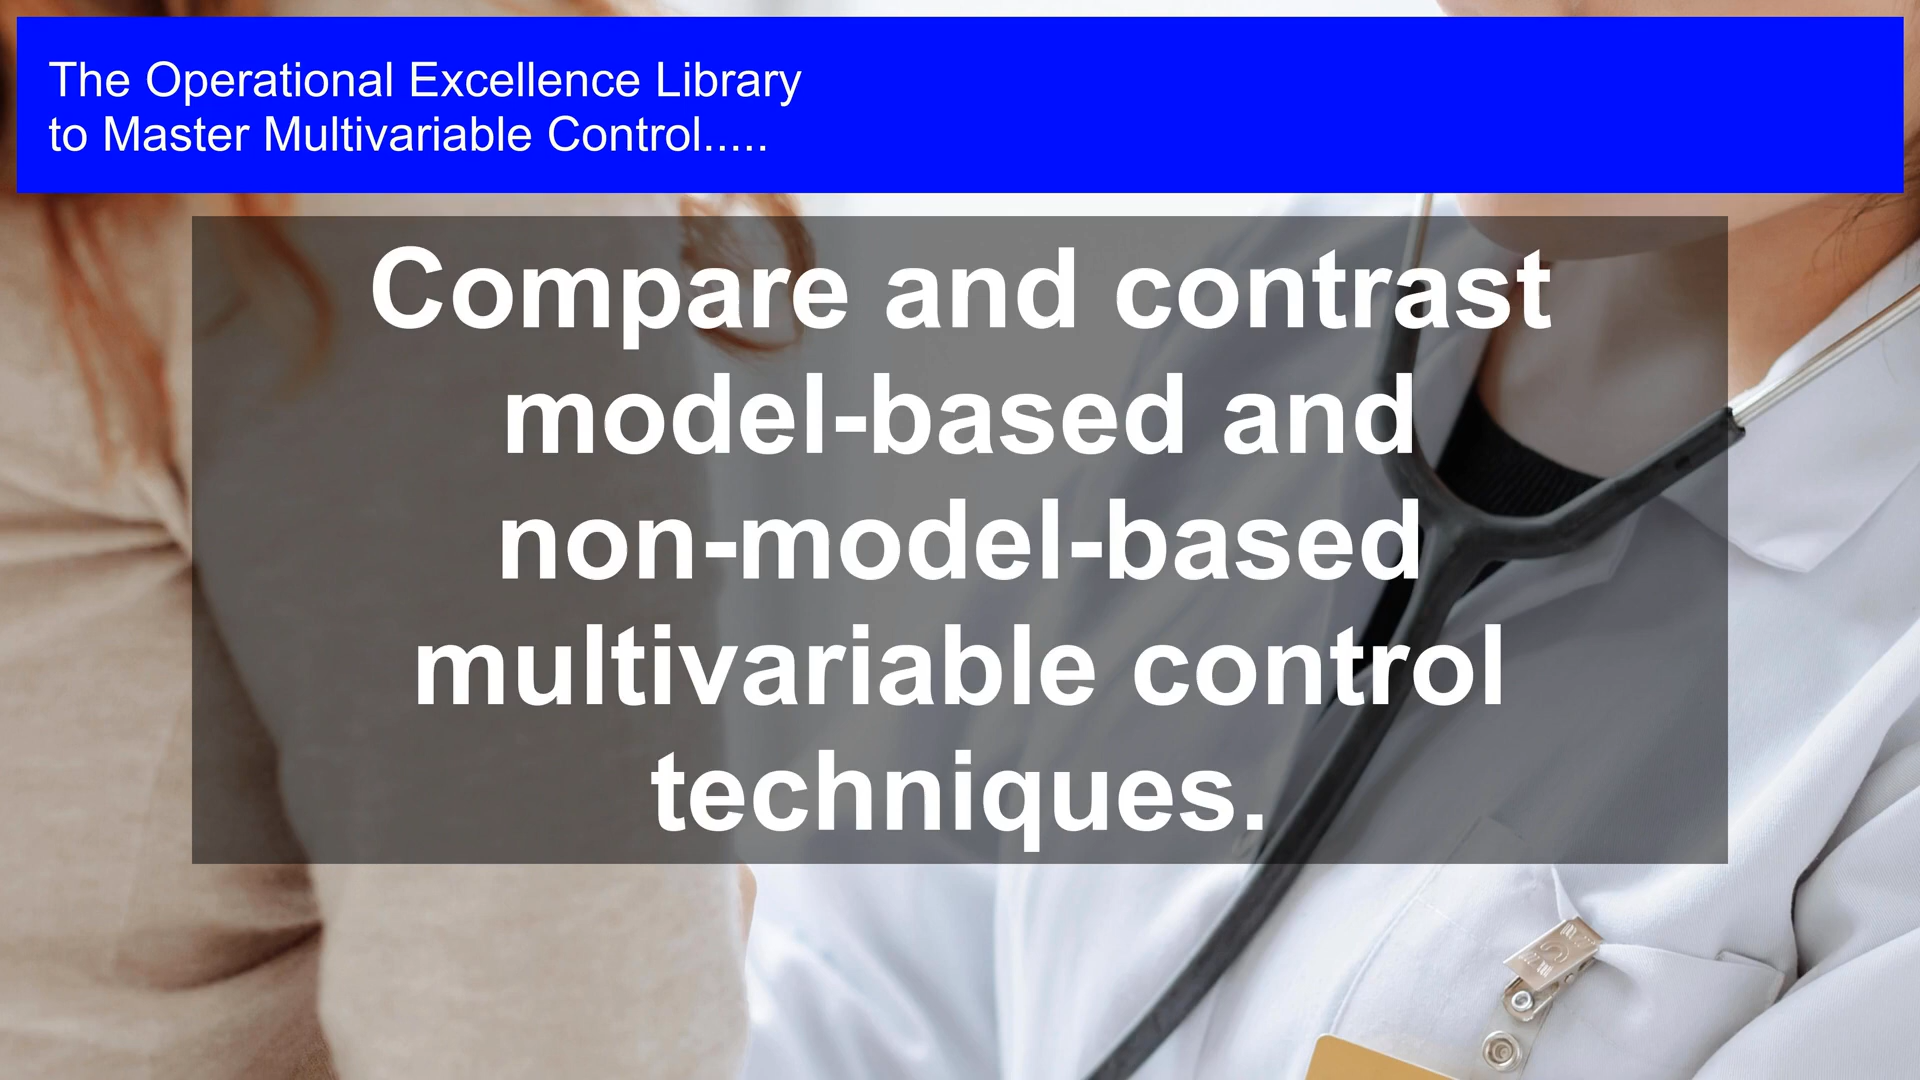 The Operational Excellence Library
to Master Multivariable Control.....
Compare and contrast
model-based and
non-model-based
multivariable control
techniques.